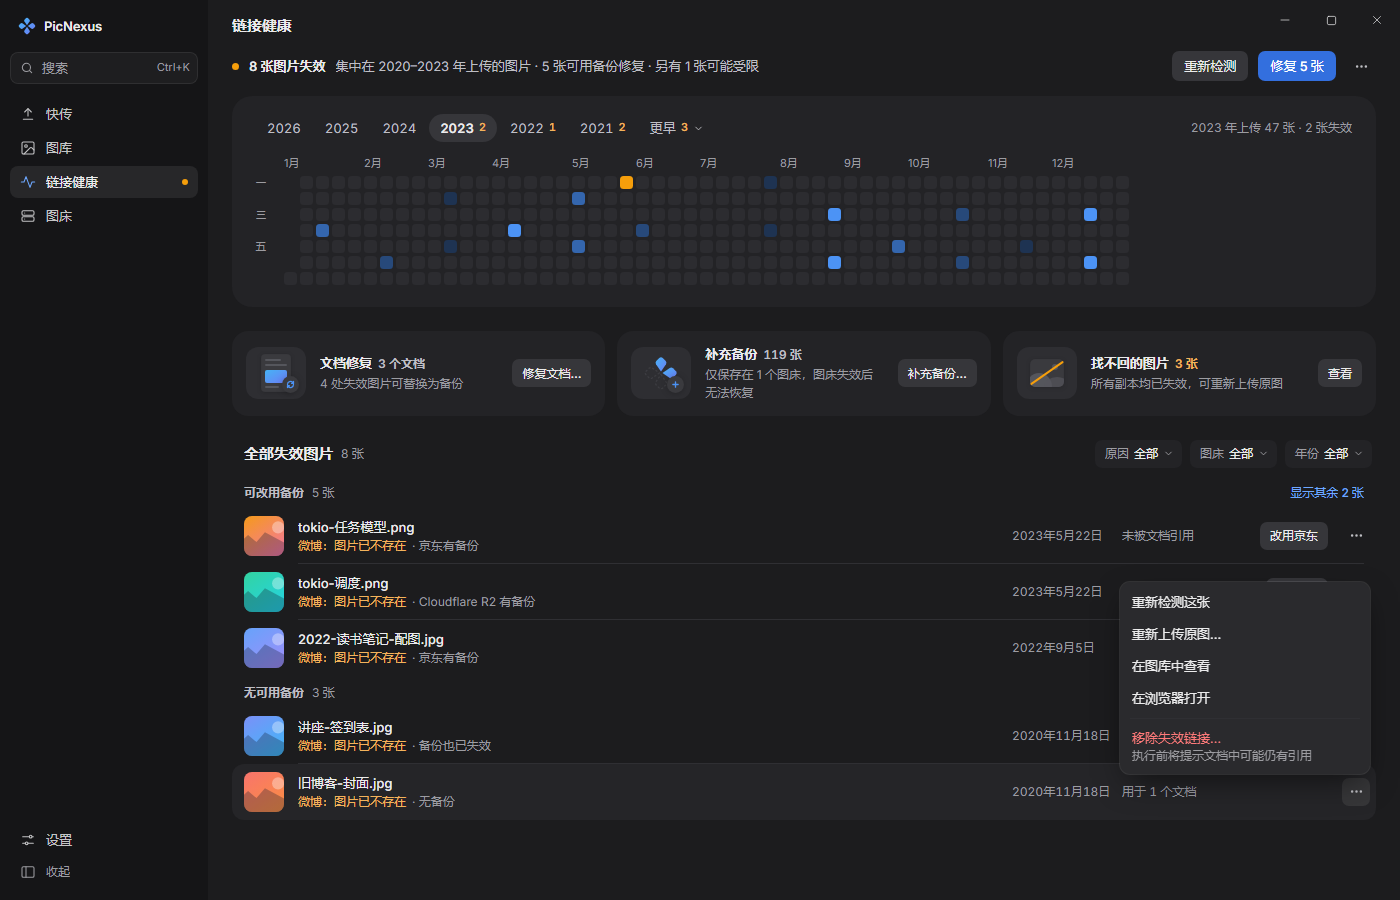 PicNexus
搜索 Ctrl+K
快传
图库
链接健康
图床
设置
收起
链接健康
8 张图片失效 集中在 2020–2023 年上传的图片 · 5 张可用备份修复 · 另有 1 张可能受限
重新检测 修复 5 张 ···
2026 2025 2024 2023 2 2022 1 2021 2 更早 3
2023 年上传 47 张 · 2 张失效
1月 2月 3月 4月 5月 6月 7月 8月 9月 10月 11月 12月
一
三
五
文档修复 3 个文档
4 处失效图片可替换为备份
修复文档...
补充备份 119 张
仅保存在 1 个图床，图床失效后
无法恢复
补充备份...
找不回的图片 3 张
所有副本均已失效，可重新上传原图
查看
全部失效图片 8 张
原因 全部 图床 全部 年份 全部
可改用备份 5 张
显示其余 2 张
tokio-任务模型.png
微博：图片已不存在 · 京东有备份
2023年5月22日 未被文档引用 改用京东 ···
tokio-调度.png
微博：图片已不存在 · Cloudflare R2 有备份
2023年5月22日
2022-读书笔记-配图.jpg
微博：图片已不存在 · 京东有备份
2022年9月5日
无可用备份 3 张
讲座-签到表.jpg
微博：图片已不存在 · 备份也已失效
2020年11月18日
旧博客-封面.jpg
微博：图片已不存在 · 无备份
2020年11月18日 用于 1 个文档 ···
重新检测这张
重新上传原图...
在图库中查看
在浏览器打开
移除失效链接...
执行前将提示文档中可能仍有引用